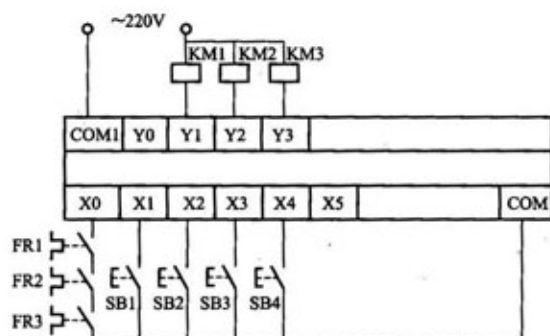 ~220V
KM1 KM2 KM3
COM1 Y0 Y1 Y2 Y3
X0 X1 X2 X3 X4 X5 COM
FR1
FR2
SB1 SB2 SB3 SB4
FR3